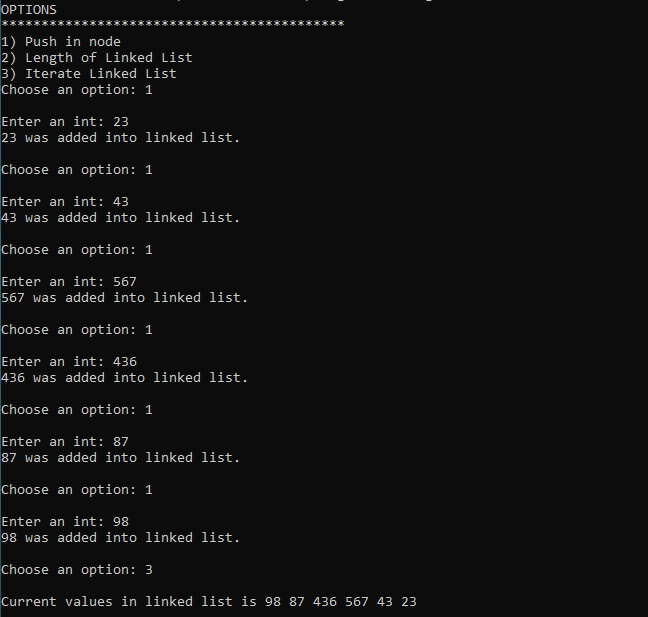 OPTIONS
*******************************************
1) Push in node
2) Length of Linked List
3) Iterate Linked List
Choose an option: 1
Enter an int: 23
23 was added into linked list.
Choose an option: 1
Enter an int: 43
43 was added into linked list.
Choose an option: 1
Enter an int: 567
567 was added into linked list.
Choose an option: 1
Enter an int: 436
436 was added into linked list.
Choose an option: 1
Enter an int: 87
87 was added into linked list.
Choose an option: 1
Enter an int: 98
98 was added into linked list.
Choose an option: 3
Current values in linked list is 98 87 436 567 43 23